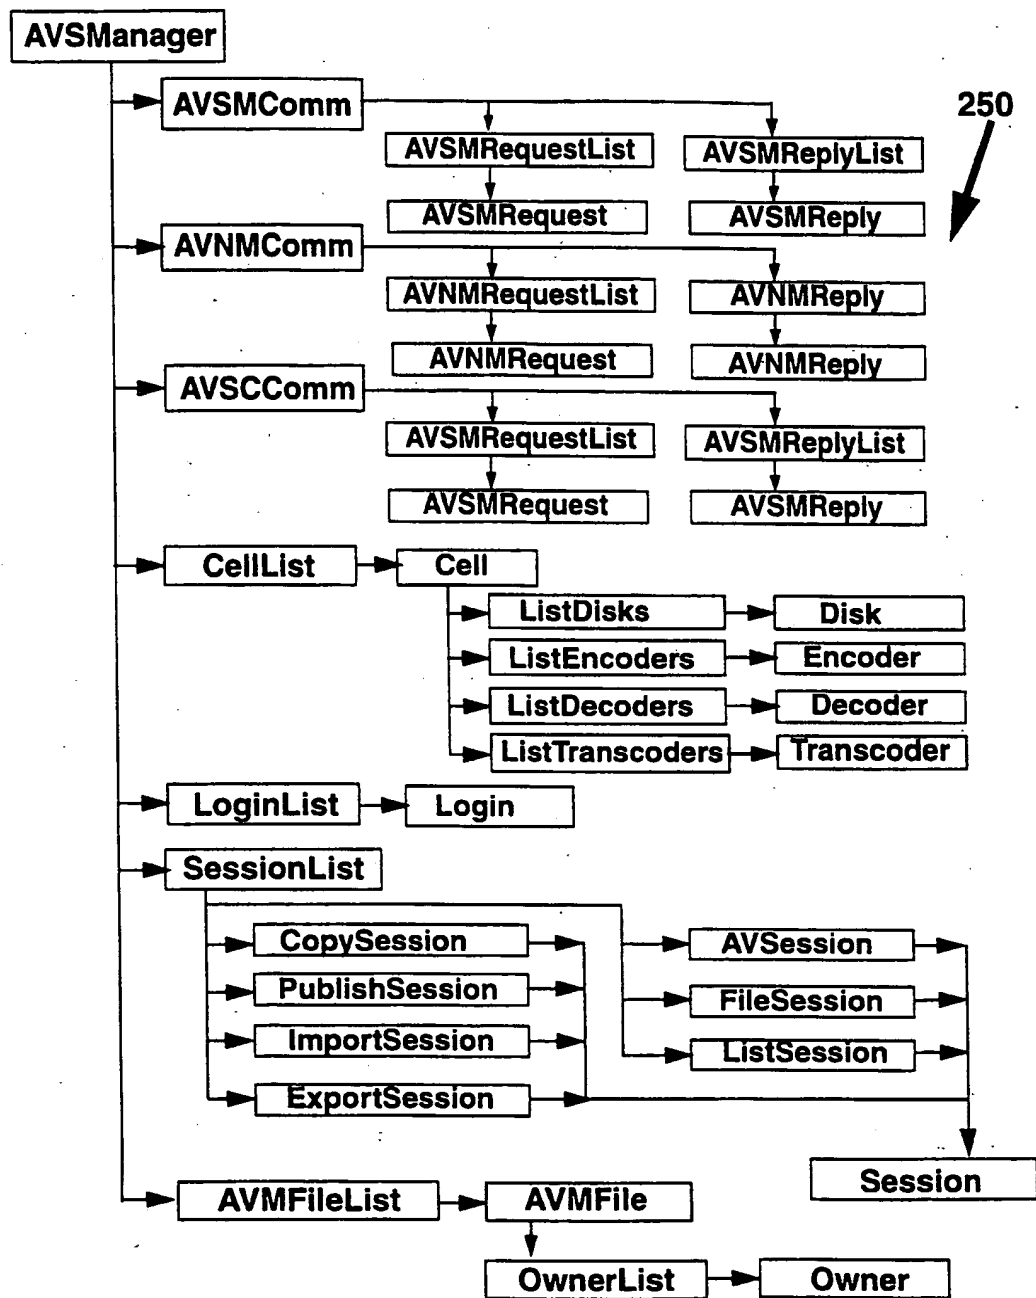 AVSManager
AVSMComm
250
AVSMRequestList
AVSMReplyList
AVSMRequest
AVSMReply
AVNMComm
AVNMRequestList
AVNMReply
AVNMRequest
AVNMReply
AVSCComm
AVSMRequestList
AVSMReplyList
AVSMRequest
AVSMReply
CellList
Cell
ListDisks
Disk
ListEncoders
Encoder
ListDecoders
Decoder
ListTranscoders
Transcoder
LoginList
Login
SessionList
CopySession
AVSession
PublishSession
FileSession
ImportSession
ListSession
ExportSession
Session
AVMFileList
AVMFile
OwnerList
Owner